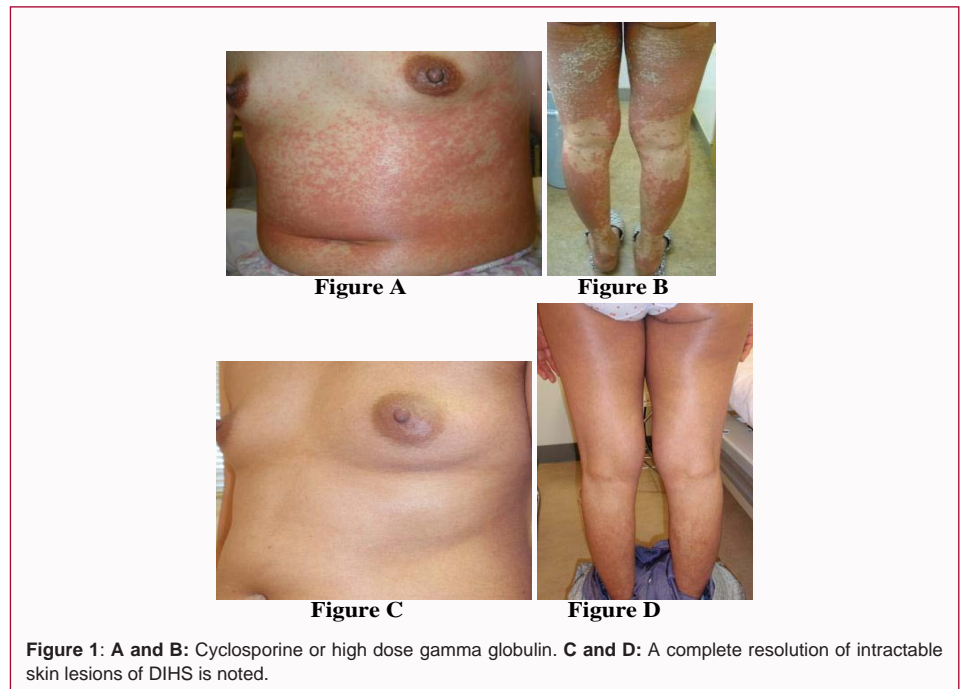 Figure A
Figure B
Figure C
Figure D
Figure 1: A and B: Cyclosporine or high dose gamma globulin. C and D: A complete resolution of intractable
skin lesions of DIHS is noted.